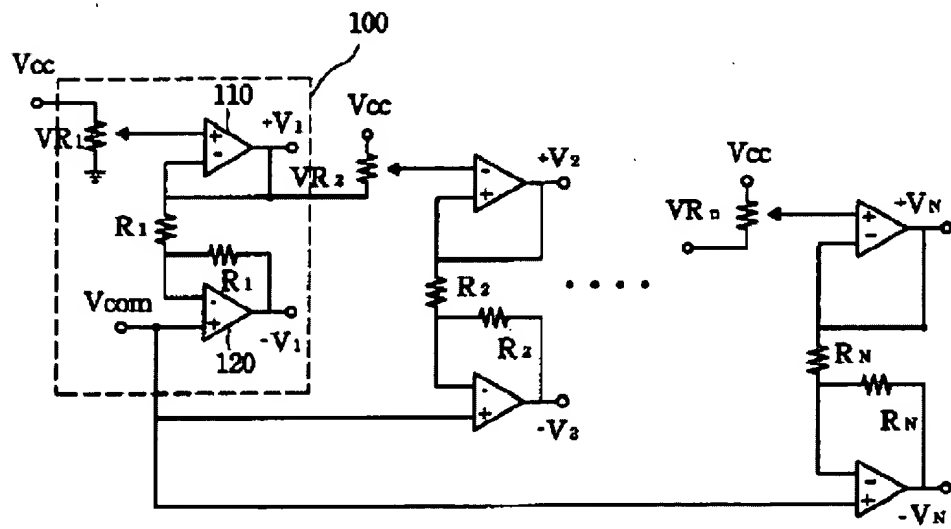 100
Vcc
110
+V1
VR1
+
-
R1
R1
Vcom
-
+
-V1
120
Vcc
VR2
-
+
+V2
R2
R2
-
+
-V2
Vcc
VRn
+
-
+VN
RN
RN
-
+
-VN